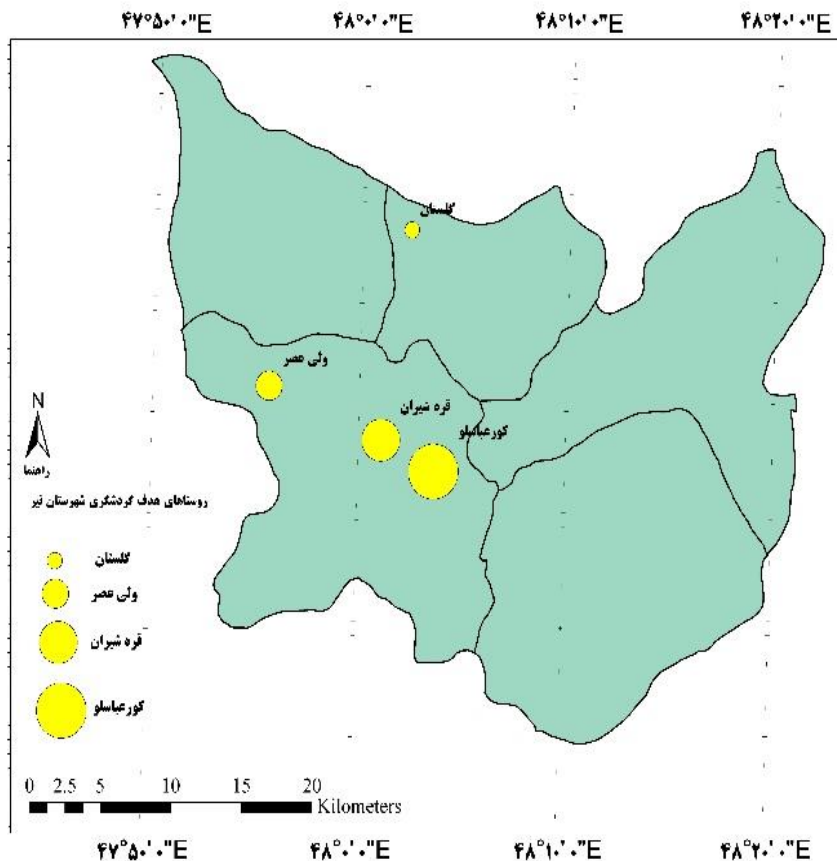 ۴۷°۵۰'۰"E ۴۸°۰'۰"E ۴۸°۱۰'۰"E ۴۸°۲۰'۰"E
گلستان
ولی عصر
قره شیران
کورعباسلو
N
راهنما
روستاهای هدف گردشگری شهرستان نیر
گلستان
ولی عصر
قره شیران
کورعباسلو
0 2.5 5 10 15 20
Kilometers
۴۷°۵۰'۰"E ۴۸°۰'۰"E ۴۸°۱۰'۰"E ۴۸°۲۰'۰"E